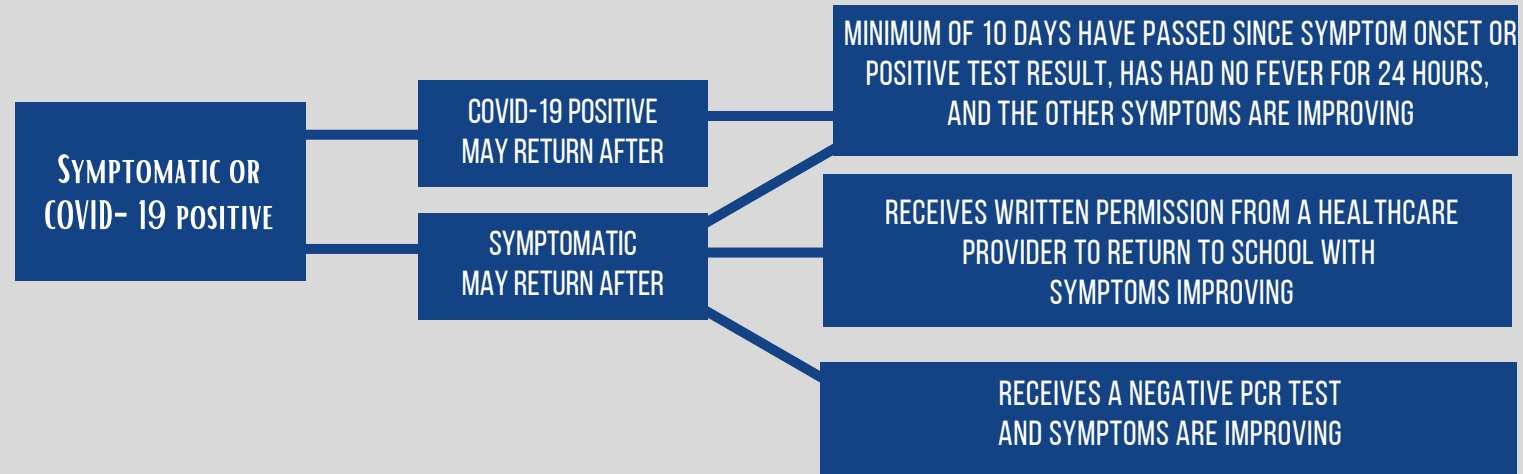 Symptomatic or
COVID- 19 positive
COVID-19 POSITIVE
MAY RETURN AFTER
SYMPTOMATIC
MAY RETURN AFTER
MINIMUM OF 10 DAYS HAVE PASSED SINCE SYMPTOM ONSET OR
POSITIVE TEST RESULT, HAS HAD NO FEVER FOR 24 HOURS,
AND THE OTHER SYMPTOMS ARE IMPROVING
RECEIVES WRITTEN PERMISSION FROM A HEALTHCARE
PROVIDER TO RETURN TO SCHOOL WITH
SYMPTOMS IMPROVING
RECEIVES A NEGATIVE PCR TEST
AND SYMPTOMS ARE IMPROVING